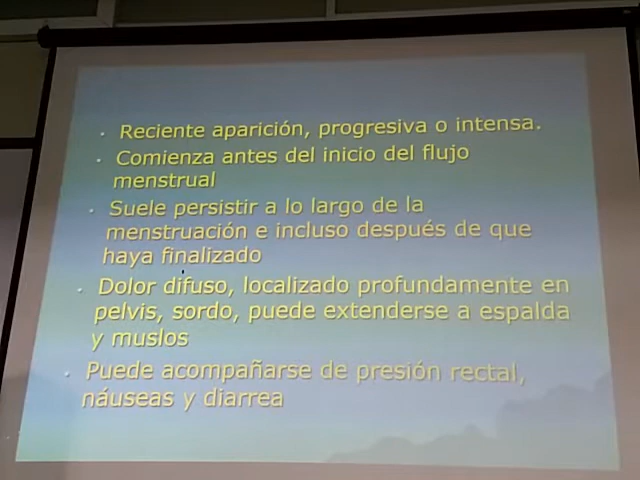 • Reciente aparición, progresiva o intensa.
• Comienza antes del inicio del flujo
menstrual
• Suele persistir a lo largo de la
menstruación e incluso después de que
haya finalizado
• Dolor difuso, localizado profundamente en
pelvis, sordo, puede extenderse a espalda
y muslos
• Puede acompañarse de presión rectal,
náuseas y diarrea